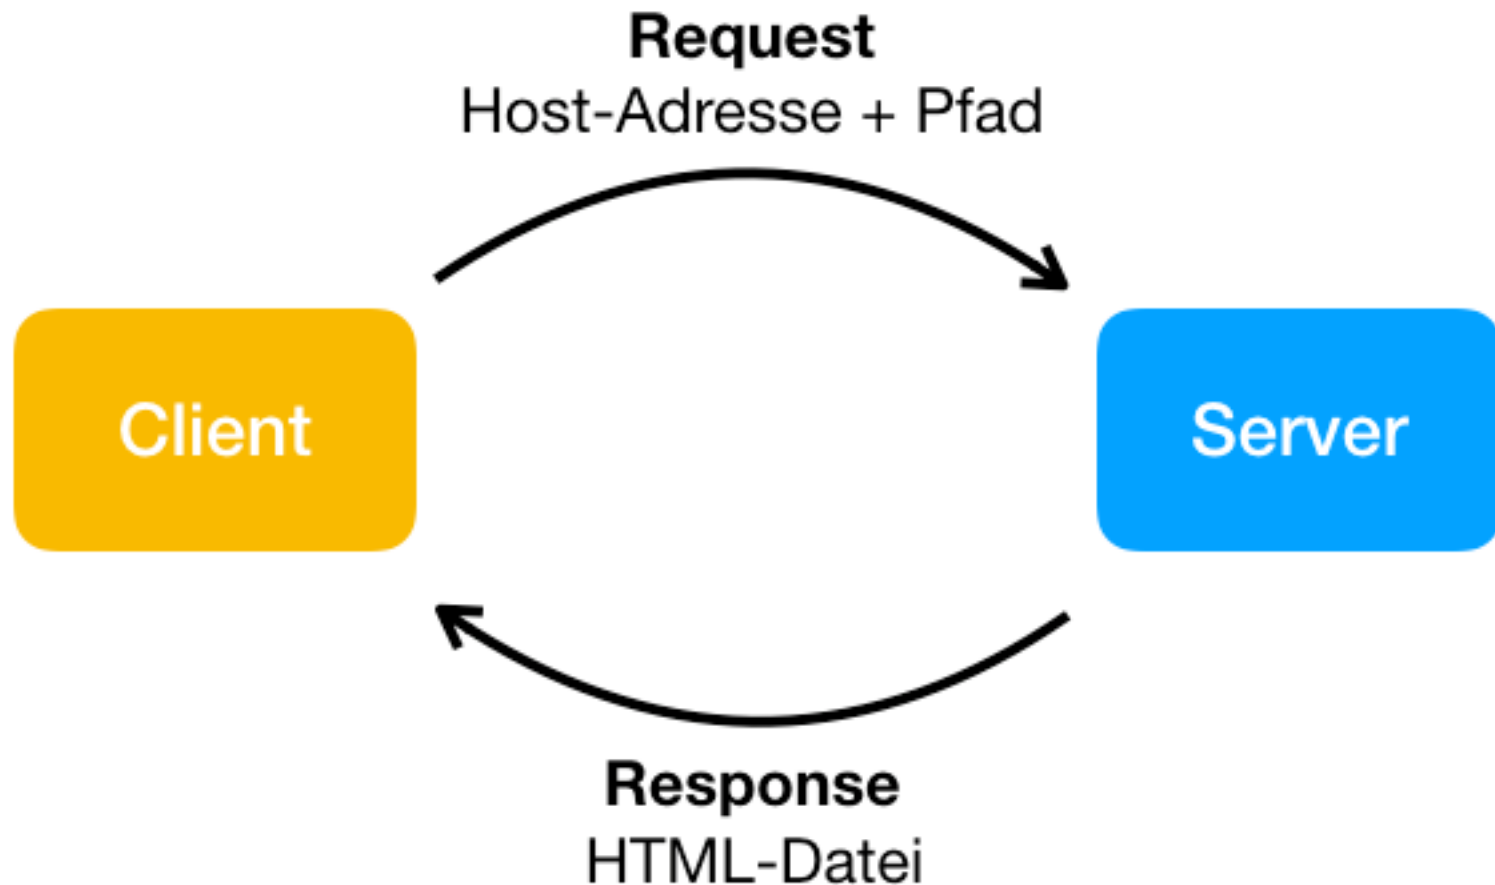 Request
Host-Adresse + Pfad
Client
Server
Response
HTML-Datei